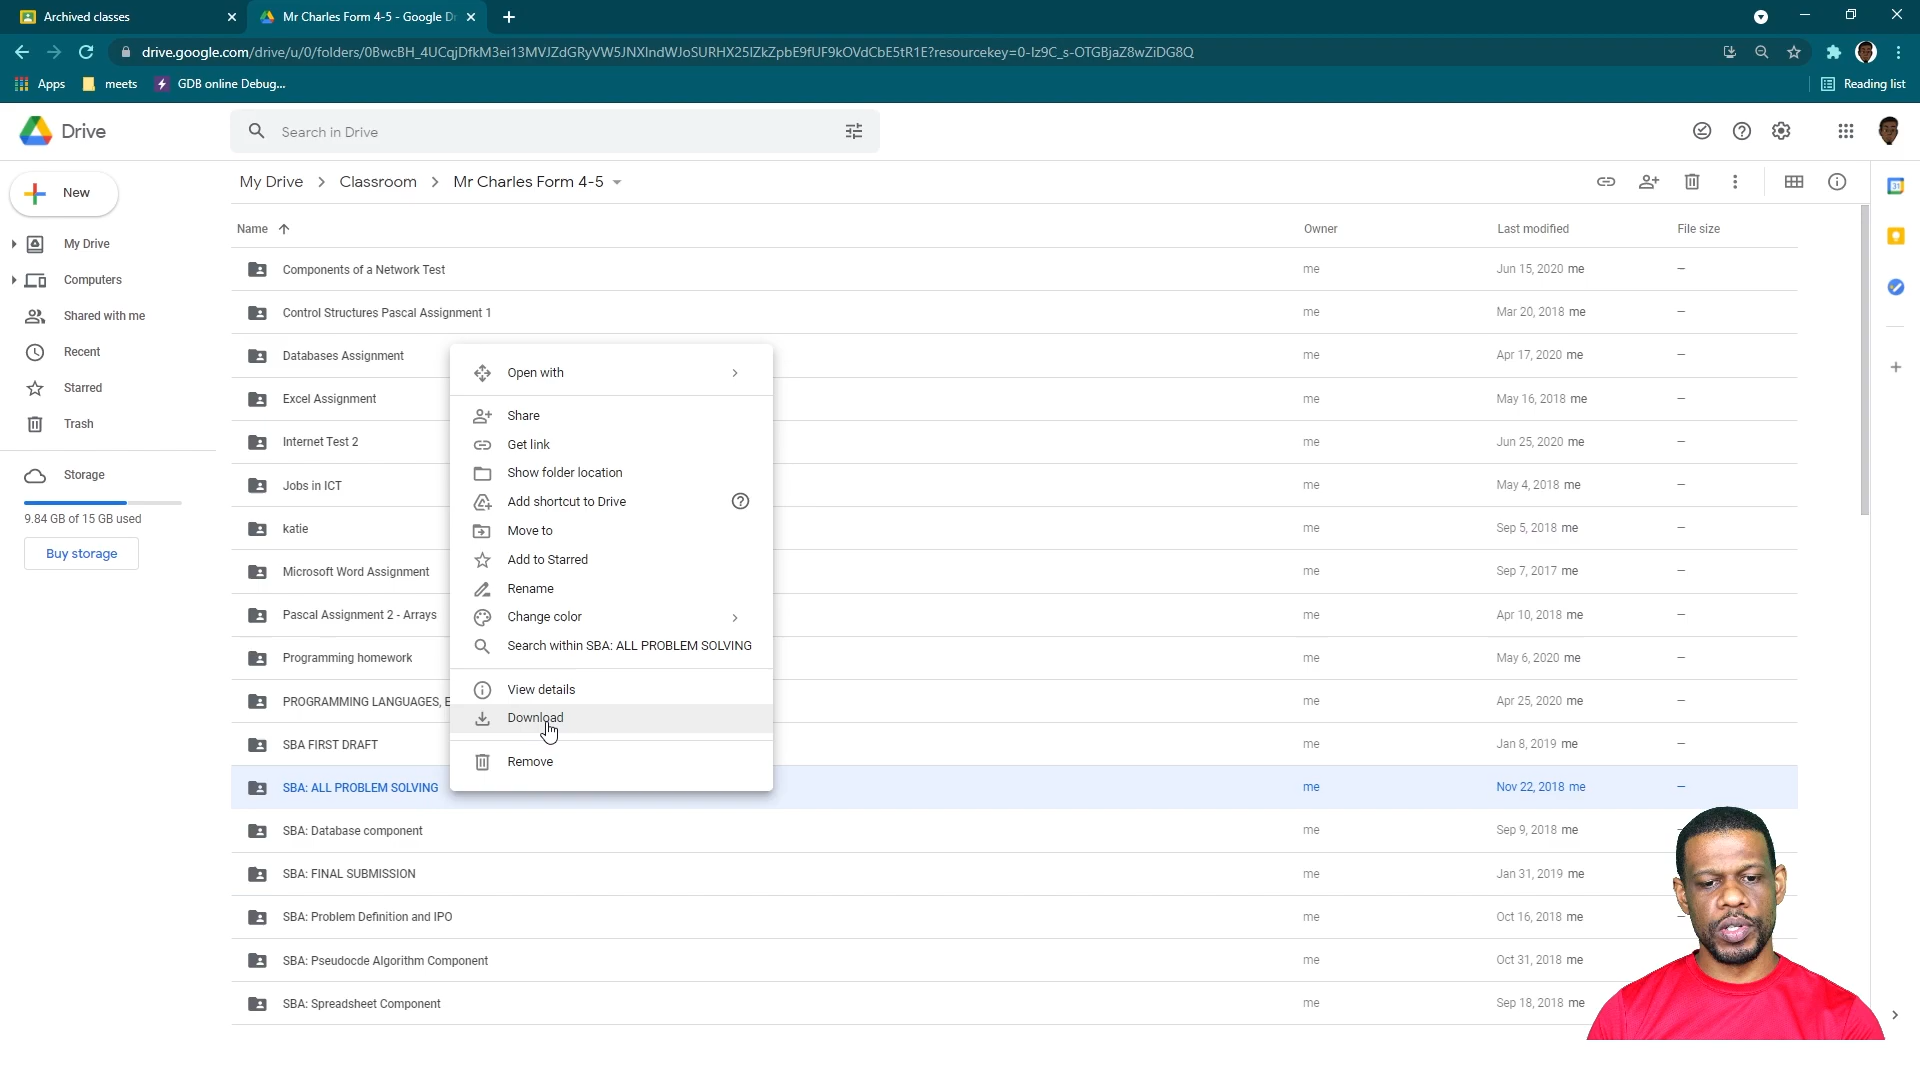 Archived classes
Mr Charles Form 4-5 - Google Dr
drive.google.com/drive/u/0/folders/0BwcBH_4UCqjDfkM3ei13MVJZdGRyVW5JNXlndWJoSURHX25IZkZpbE9fUF9kOVdCbE5tR1E?resourcekey=0-Iz9C_s-OTGBjaZ8wZiDG8Q
Apps
meets
GDB online Debug...
Reading list
Drive
Search in Drive
New
My Drive
Computers
Shared with me
Recent
Starred
Trash
Storage
9.84 GB of 15 GB used
Buy storage
My Drive > Classroom > Mr Charles Form 4-5
Name Owner Last modified File size
Components of a Network Test me Jun 15, 2020 me –
Control Structures Pascal Assignment 1 me Mar 20, 2018 me –
Databases Assignment me Apr 17, 2020 me –
Excel Assignment me May 16, 2018 me –
Internet Test 2 me Jun 25, 2020 me –
Jobs in ICT me May 4, 2018 me –
katie me Sep 5, 2018 me –
Microsoft Word Assignment me Sep 7, 2017 me –
Pascal Assignment 2 - Arrays me Apr 10, 2018 me –
Programming homework me May 6, 2020 me –
PROGRAMMING LANGUAGES, me Apr 25, 2020 me –
SBA FIRST DRAFT me Jan 8, 2019 me –
SBA: ALL PROBLEM SOLVING me Nov 22, 2018 me –
SBA: Database component me Sep 9, 2018 me –
SBA: FINAL SUBMISSION me Jan 31, 2019 me
SBA: Problem Definition and IPO me Oct 16, 2018 me –
SBA: Pseudocde Algorithm Component me Oct 31, 2018 me
SBA: Spreadsheet Component me Sep 18, 2018 me
Open with
Share
Get link
Show folder location
Add shortcut to Drive
Move to
Add to Starred
Rename
Change color
Search within SBA: ALL PROBLEM SOLVING
View details
Download
Remove
31